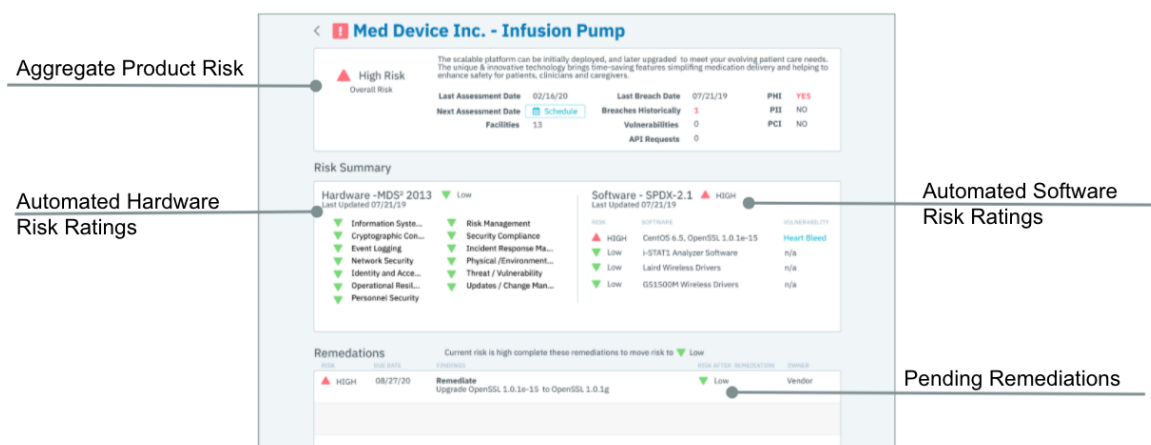 Med Device Inc. - Infusion Pump
Aggregate Product Risk
High Risk
Overall Risk
The scalable platform can be initially deployed, and later upgraded to meet your evolving patient care needs.
The unique & innovative technology brings time-saving features simplifing medication delivery and helping to
enhance safety for patients, clinicians and caregivers.
Last Assessment Date 02/16/20 Last Breach Date 07/21/19 PHI YES
Next Assessment Date Schedule Breaches Historically 1 PII NO
Facilities 13 Vulnerabilities 0 PCI NO
API Requests 0
Risk Summary
Automated Hardware
Risk Ratings
Hardware -MDS² 2013 Low
Last Updated 07/21/19
Information Syste... Risk Management
Cryptographic Con... Security Compliance
Event Logging Incident Response Ma...
Network Security Physical /Environment...
Identity and Acce... Threat / Vulnerability
Operational Resil... Updates / Change Man...
Personnel Security
Software - SPDX-2.1 HIGH
Last Updated 07/21/19
RISK SOFTWARE VULNERABILITY
HIGH CentOS 6.5, OpenSSL 1.0.1e-15 Heart Bleed
Low i-STAT1 Analyzer Software n/a
Low Laird Wireless Drivers n/a
Low GS1500M Wireless Drivers n/a
Automated Software
Risk Ratings
Remedations Current risk is high complete these remediations to move risk to Low
RISK DUE DATE FINDINGS RISK AFTER REMEDIATION OWNER
HIGH 08/27/20 Remediate Low Vendor
Upgrade OpenSSL 1.0.1e-15 to OpenSSL 1.0.1g
Pending Remediations